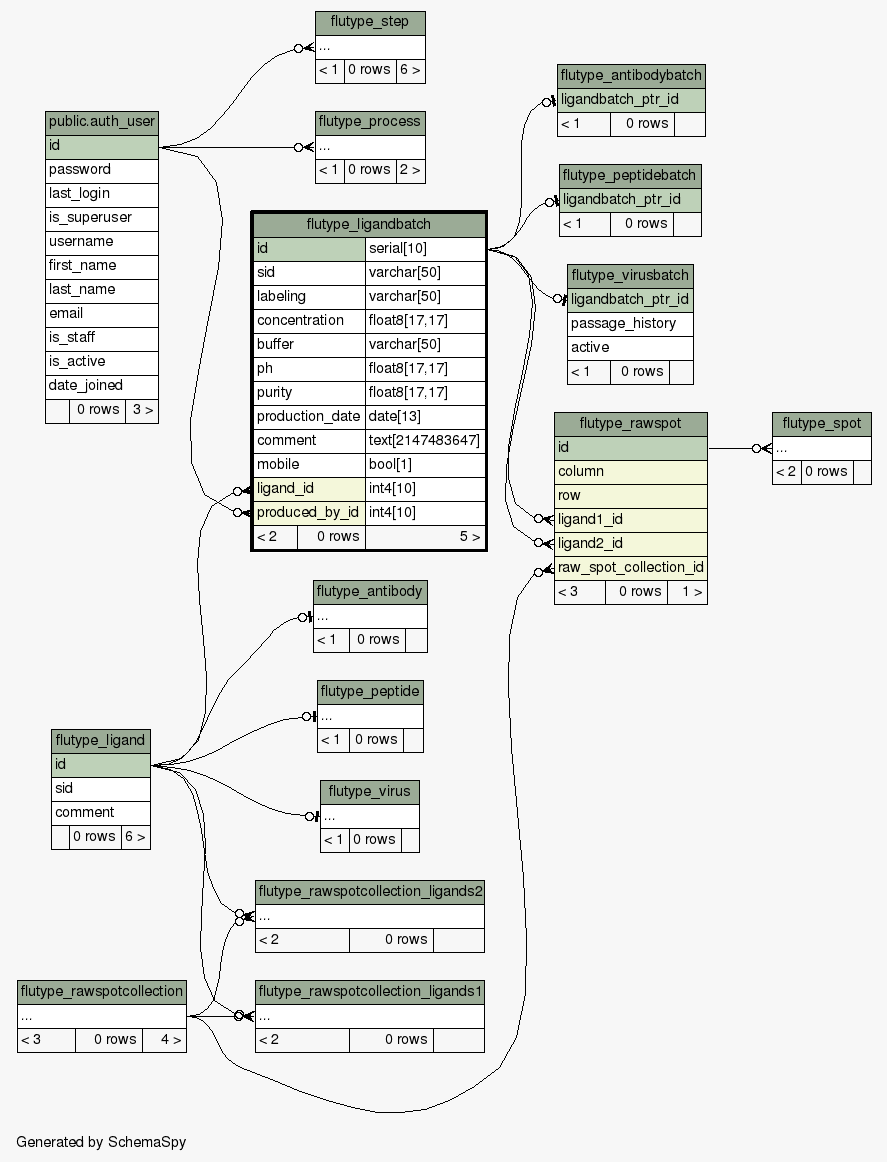 flutype_step
...
< 1 0 rows 6 >
public.auth_user
id
password
last_login
is_superuser
username
first_name
last_name
email
is_staff
is_active
date_joined
0 rows 3 >
flutype_process
...
< 1 0 rows 2 >
flutype_ligandbatch
id serial[10]
sid varchar[50]
labeling varchar[50]
concentration float8[17,17]
buffer varchar[50]
ph float8[17,17]
purity float8[17,17]
production_date date[13]
comment text[2147483647]
mobile bool[1]
ligand_id int4[10]
produced_by_id int4[10]
< 2 0 rows 5 >
flutype_antibodybatch
ligandbatch_ptr_id
< 1 0 rows
flutype_peptidebatch
ligandbatch_ptr_id
< 1 0 rows
flutype_virusbatch
ligandbatch_ptr_id
passage_history
active
< 1 0 rows
flutype_rawspot
id
column
row
ligand1_id
ligand2_id
raw_spot_collection_id
< 3 0 rows 1 >
flutype_spot
...
< 2 0 rows
flutype_antibody
...
< 1 0 rows
flutype_peptide
...
< 1 0 rows
flutype_ligand
id
sid
comment
0 rows 6 >
flutype_virus
...
< 1 0 rows
flutype_rawspotcollection_ligands2
...
< 2 0 rows
flutype_rawspotcollection
...
< 3 0 rows 4 >
flutype_rawspotcollection_ligands1
...
< 2 0 rows
Generated by SchemaSpy